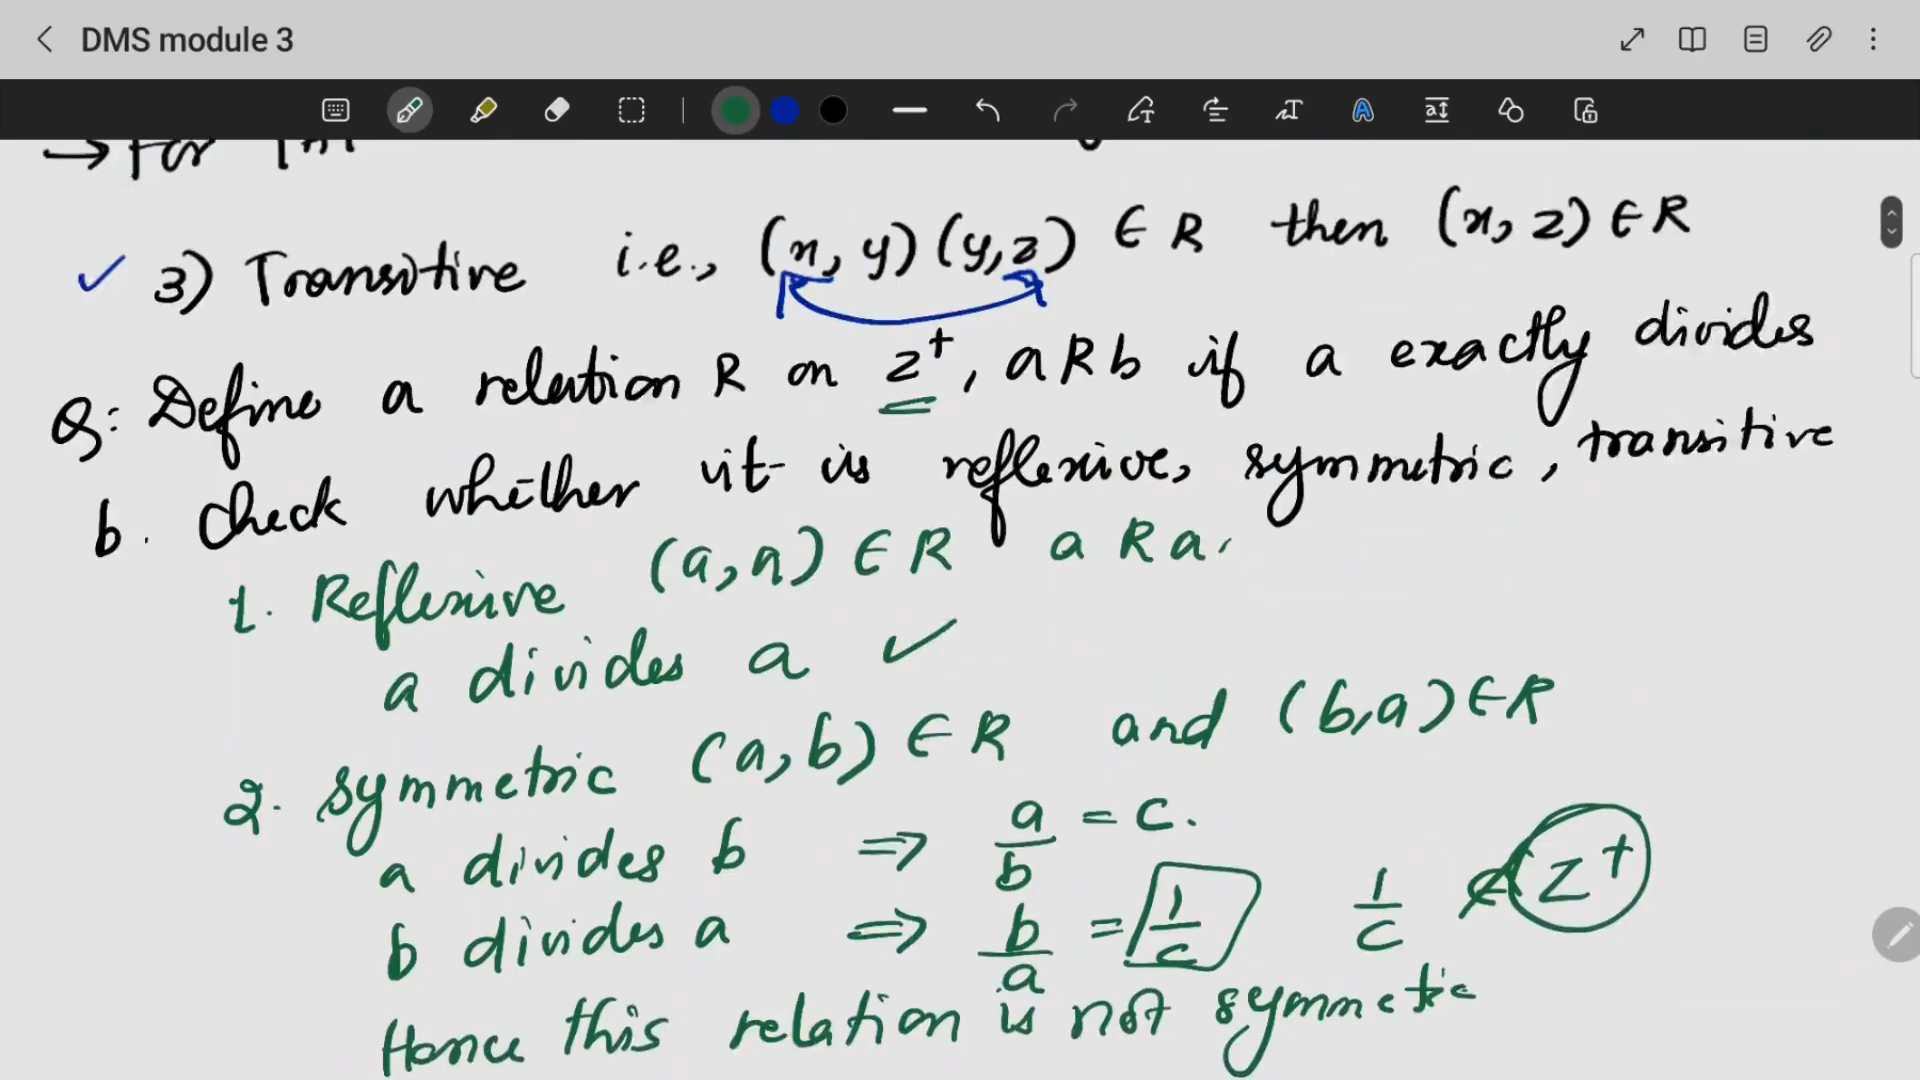 DMS module 3
→ For
3) Transitive i.e., (x, y) (y, z) ∈ R then (x, z) ∈ R
Q: Define a relation R on Z⁺, a R b if a exactly divides
b. Check whether it is reflexive, symmetric, transitive
1. Reflexive (a, a) ∈ R a R a.
a divides a ✓
2. Symmetric (a, b) ∈ R and (b, a) ∈ R
a divides b ⇒ a/b = c.
b divides a ⇒ b/a = 1/c 1/c ∉ Z⁺
Hence this relation is not symmetric